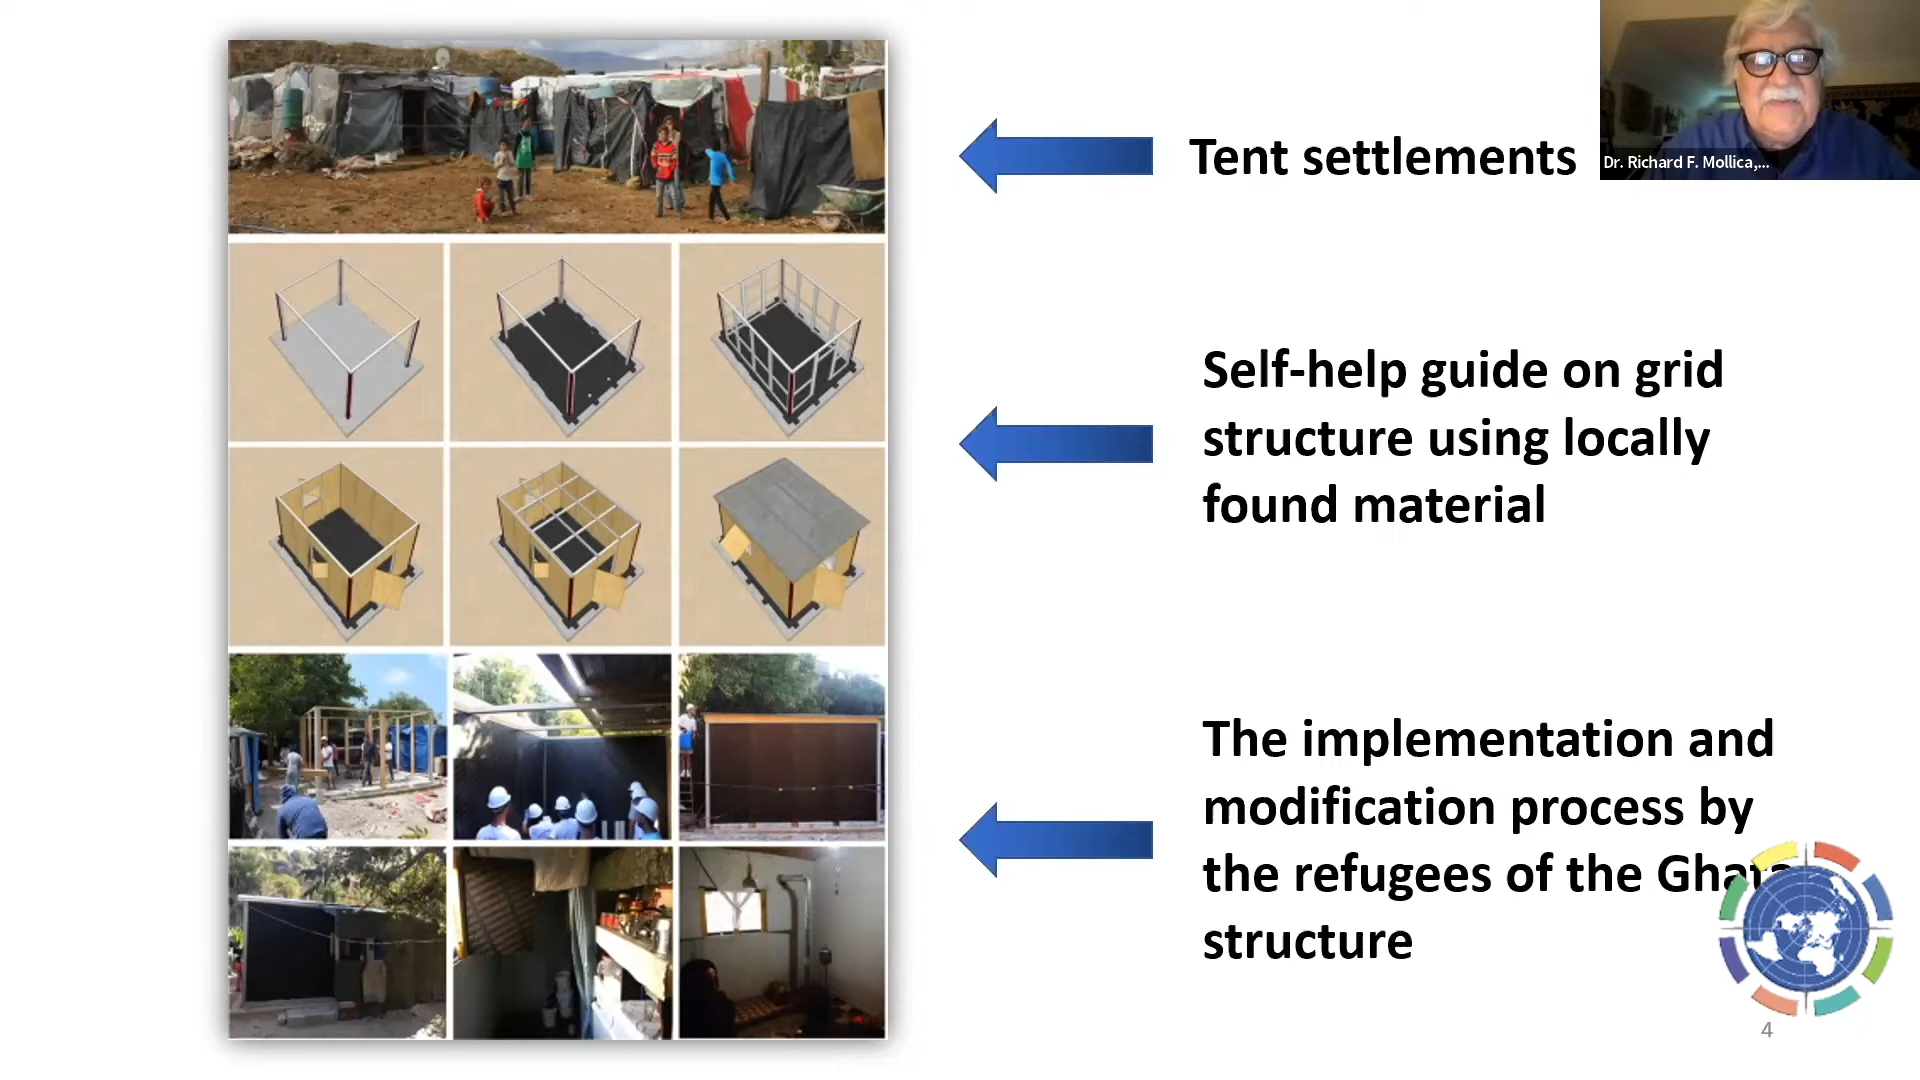 Tent settlements
Dr. Richard F. Mollica,...
Self-help guide on grid
structure using locally
found material
The implementation and
modification process by
the refugees of the Ghata
structure
4